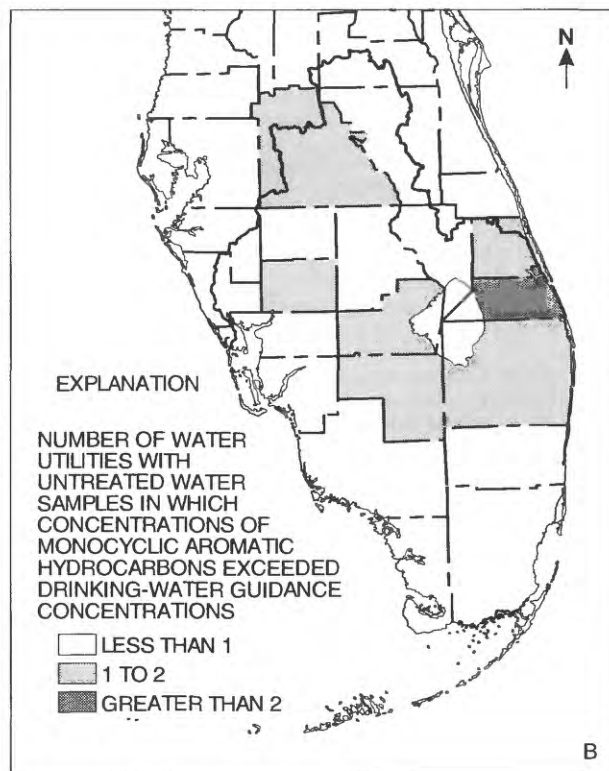 N
EXPLANATION
NUMBER OF WATER
UTILITIES WITH
UNTREATED WATER
SAMPLES IN WHICH
CONCENTRATIONS OF
MONOCYCLIC AROMATIC
HYDROCARBONS EXCEEDED
DRINKING-WATER GUIDANCE
CONCENTRATIONS
LESS THAN 1
1 TO 2
GREATER THAN 2
B